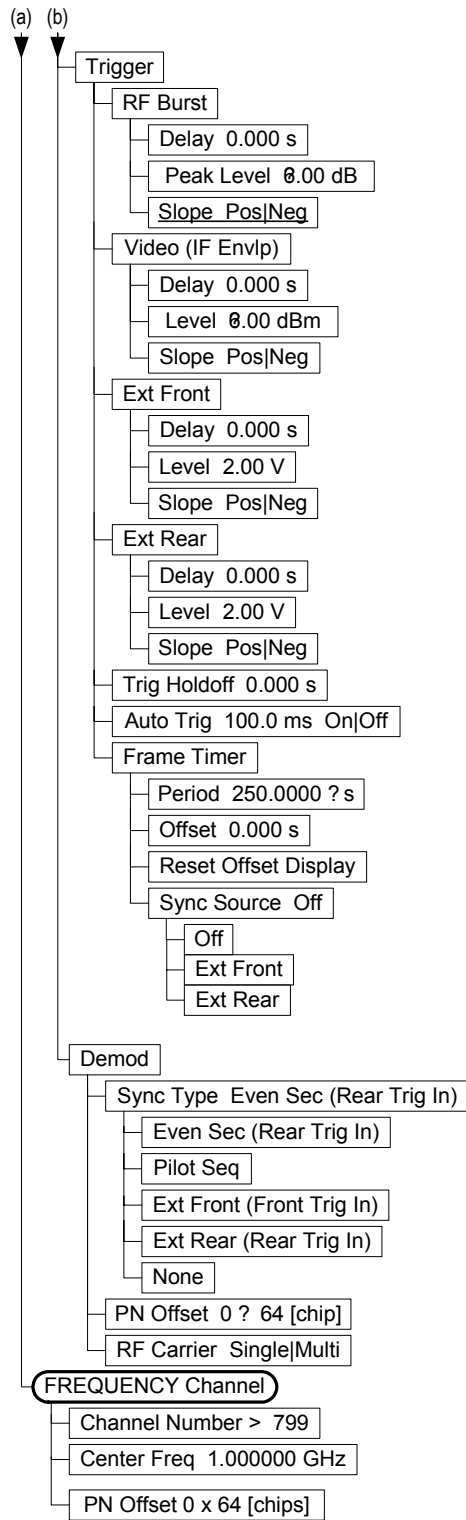 (a) (b)
Trigger
RF Burst
Delay 0.000 s
Peak Level 6.00 dB
Slope Pos|Neg
Video (IF Envlp)
Delay 0.000 s
Level 6.00 dBm
Slope Pos|Neg
Ext Front
Delay 0.000 s
Level 2.00 V
Slope Pos|Neg
Ext Rear
Delay 0.000 s
Level 2.00 V
Slope Pos|Neg
Trig Holdoff 0.000 s
Auto Trig 100.0 ms On|Off
Frame Timer
Period 250.0000 ? s
Offset 0.000 s
Reset Offset Display
Sync Source Off
Off
Ext Front
Ext Rear
Demod
Sync Type Even Sec (Rear Trig In)
Even Sec (Rear Trig In)
Pilot Seq
Ext Front (Front Trig In)
Ext Rear (Rear Trig In)
None
PN Offset 0 ? 64 [chip]
RF Carrier Single|Multi
FREQUENCY Channel
Channel Number > 799
Center Freq 1.000000 GHz
PN Offset 0 x 64 [chips]